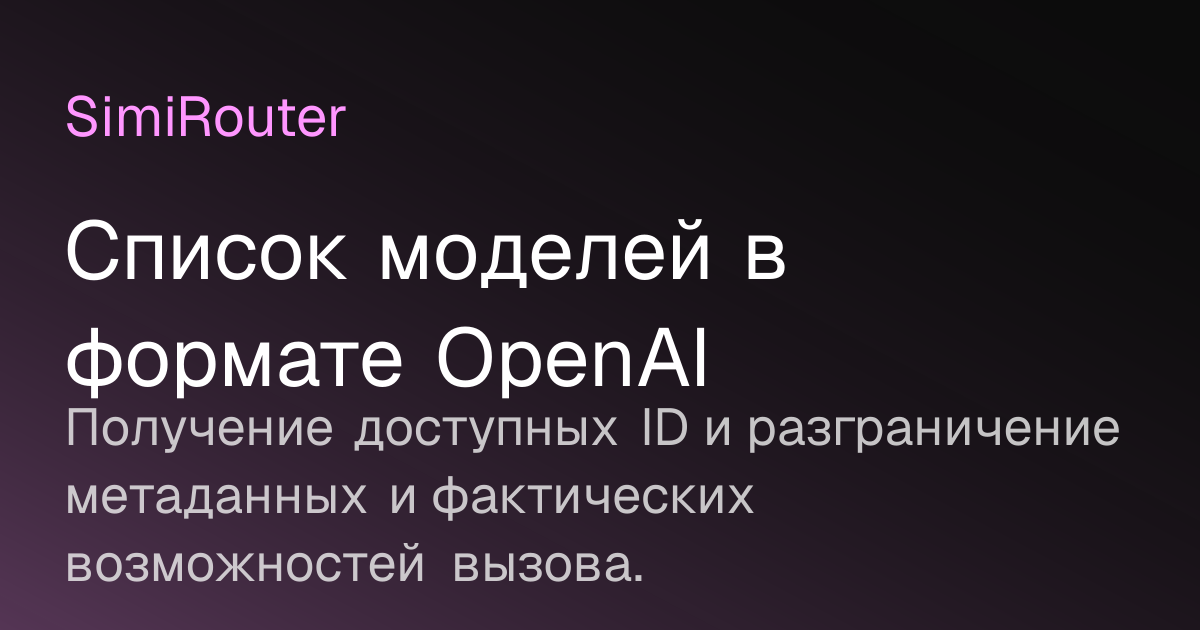 SimiRouter
Список моделей в
формате OpenAI
Получение доступных ID и разграничение
метаданных и фактических
возможностей вызова.